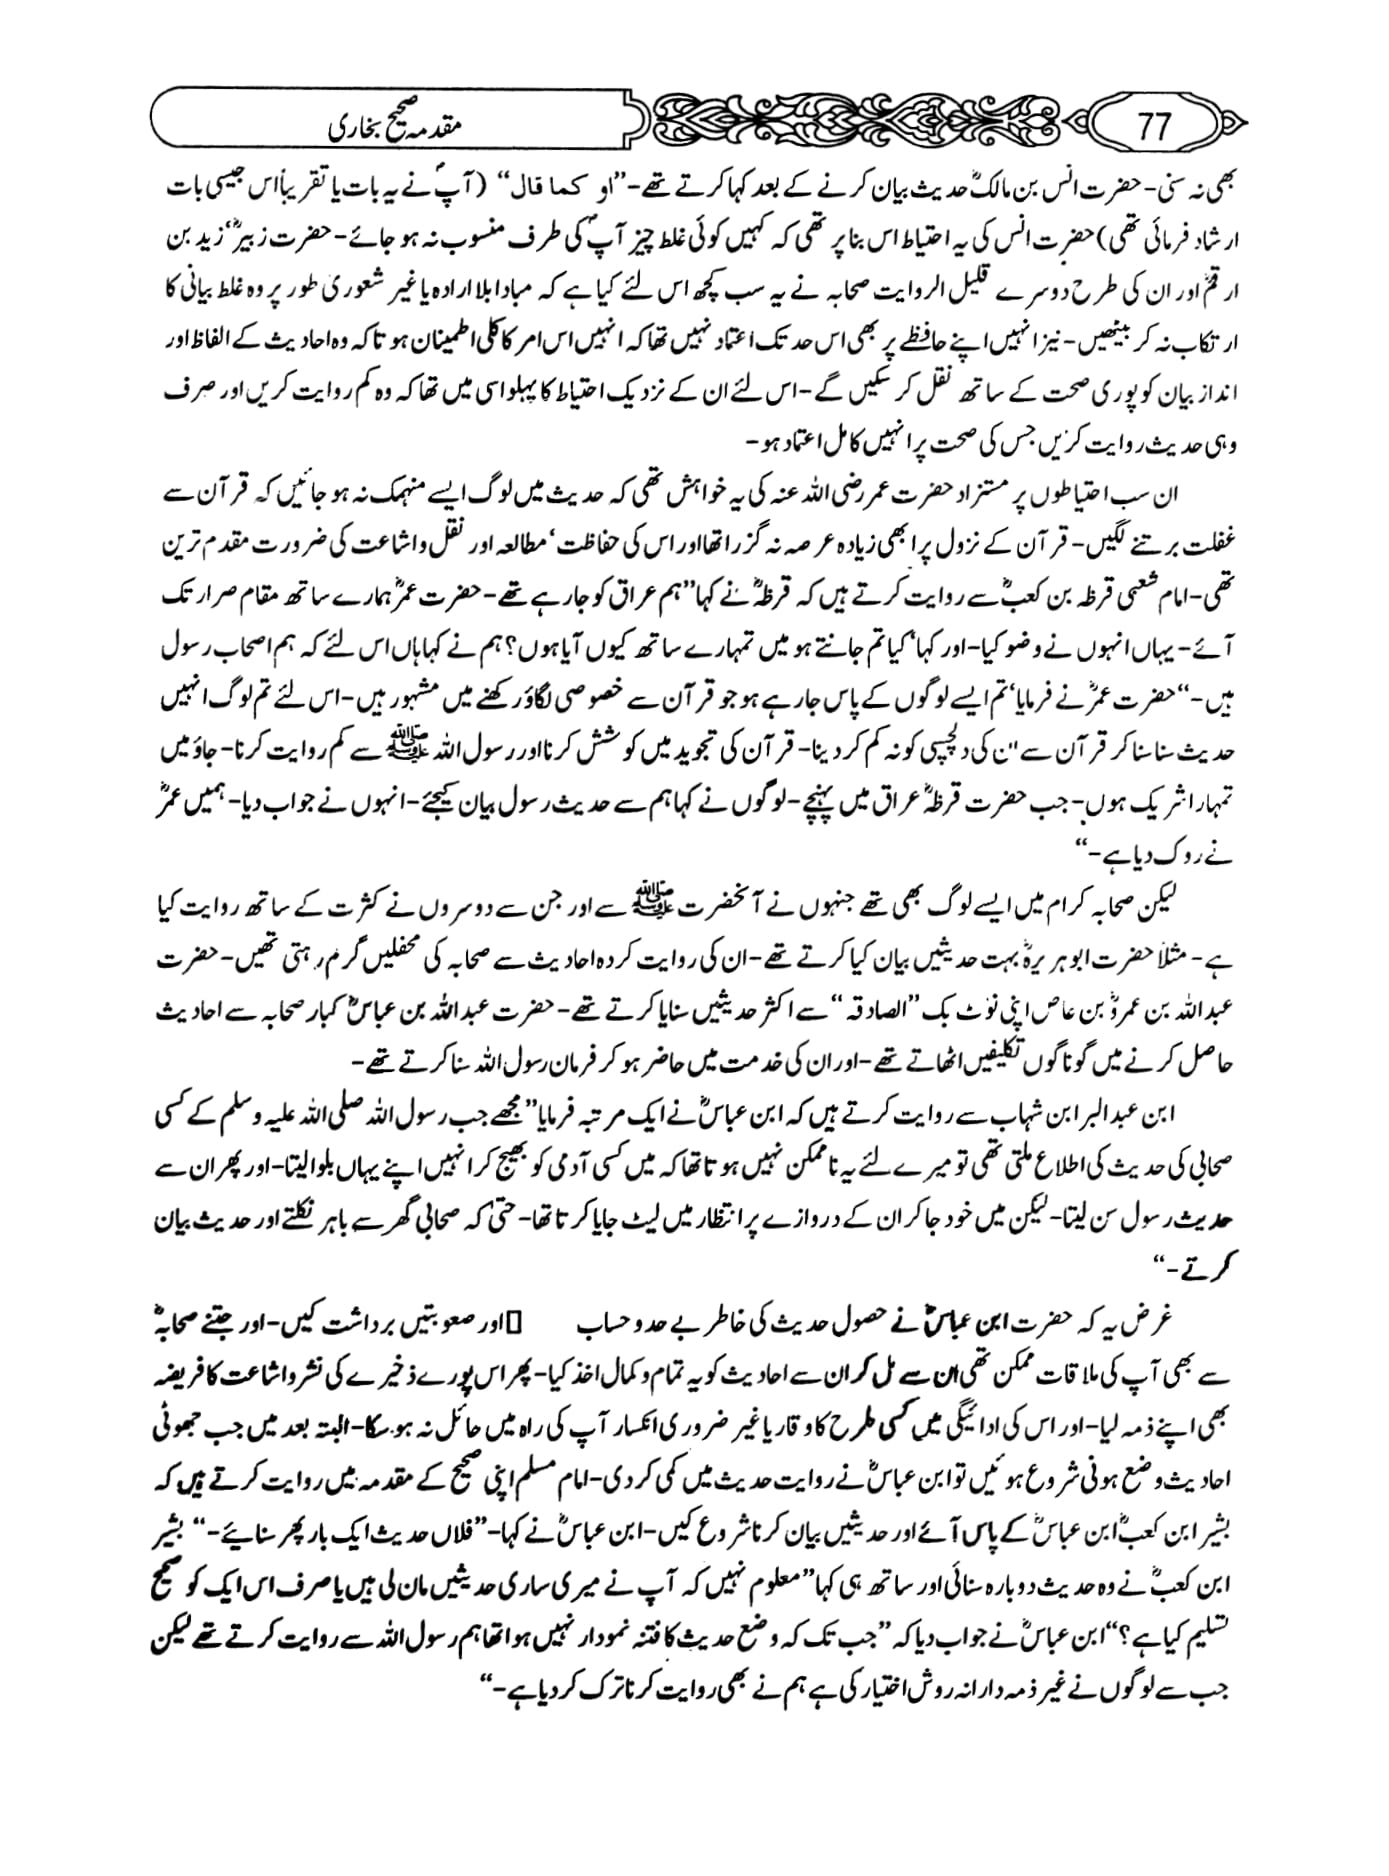 77
مقدمہ صحیح بخاری
بھی نہ سنی۔ حضرت انس بن مالکؓ حدیث بیان کرنے کے بعد کہا کرتے تھے۔ ”او کما قال“ (آپؐ نے یہ بات یا تقریباً اس جیسی بات
ارشاد فرمائی تھی) حضرت انس کی یہ احتیاط اس بنا پر تھی کہ کہیں کوئی غلط چیز آپؐ کی طرف منسوب نہ ہو جائے۔ حضرت زبیرؓ، زید بن
ارقمؓ اور ان کی طرح دوسرے قلیل الروایت صحابہ نے یہ سب کچھ اس لئے کیا ہے کہ مبادا بلا ارادہ یا غیر شعوری طور پر وہ غلط بیانی کا
ارتکاب نہ کر بیٹھیں۔ نیز انہیں اپنے حافظے پر بھی اس حد تک اعتماد نہیں تھا کہ انہیں اس امر کا کلی اطمینان ہوتا کہ وہ احادیث کے الفاظ اور
انداز بیان کو پوری صحت کے ساتھ نقل کر سکیں گے۔ اس لئے ان کے نزدیک احتیاط کا پہلو اسی میں تھا کہ وہ کم روایت کریں اور صرف
وہی حدیث روایت کریں جس کی صحت پر انہیں کامل اعتماد ہو۔
ان سب احتیاطوں پر مستزاد حضرت عمر رضی اللہ عنہ کی یہ خواہش تھی کہ حدیث میں لوگ ایسے منہمک نہ ہو جائیں کہ قرآن سے
غفلت برتنے لگیں۔ قرآن کے نزول پر ابھی زیادہ عرصہ نہ گزرا تھا اور اس کی حفاظت، مطالعہ اور نقل و اشاعت کی ضرورت مقدم ترین
تھی۔ امام شعبی قرظہ بن کعبؓ سے روایت کرتے ہیں کہ قرظہؓ نے کہا ”ہم عراق کو جا رہے تھے۔ حضرت عمرؓ ہمارے ساتھ مقام صرار تک
آئے۔ یہاں انہوں نے وضو کیا۔ اور کہا ’کیا تم جانتے ہو میں تمہارے ساتھ کیوں آیا ہوں؟ ہم نے کہا ہاں اس لئے کہ ہم اصحاب رسول
ہیں۔“ حضرت عمرؓ نے فرمایا ’تم ایسے لوگوں کے پاس جا رہے ہو جو قرآن سے خصوصی لگاؤ رکھنے میں مشہور ہیں۔ اس لئے تم لوگ انہیں
حدیث سنا سنا کر قرآن سے ان کی دلچسپی کو نہ کم کر دینا۔ قرآن کی تجوید میں کوشش کرنا اور رسول اللہ ﷺ سے کم روایت کرنا۔ جاؤ میں
تمہارا شریک ہوں۔ جب حضرت قرظہؓ عراق میں پہنچے۔ لوگوں نے کہا ہم سے حدیث رسول بیان کیجئے۔ انہوں نے جواب دیا۔ ہمیں عمرؓ
نے روک دیا ہے۔“
لیکن صحابہ کرام میں ایسے لوگ بھی تھے جنہوں نے آنحضرت ﷺ سے اور جن سے دوسروں نے کثرت کے ساتھ روایت کیا
ہے۔ مثلاً حضرت ابوہریرہؓ بہت حدیثیں بیان کیا کرتے تھے۔ ان کی روایت کردہ احادیث سے صحابہ کی محفلیں گرم رہتی تھیں۔ حضرت
عبداللہ بن عمروؓ بن عاص اپنی نوٹ بک ”الصادقہ“ سے اکثر حدیثیں سنایا کرتے تھے۔ حضرت عبداللہ بن عباسؓ کبار صحابہ سے احادیث
حاصل کرنے میں گوناگوں تکلیفیں اٹھاتے تھے۔ اور ان کی خدمت میں حاضر ہو کر فرمان رسول اللہ سنا کرتے تھے۔
ابن عبدالبر ابن شہاب سے روایت کرتے ہیں کہ ابن عباسؓ نے ایک مرتبہ فرمایا ”مجھے جب رسول اللہ صلی اللہ علیہ وسلم کے کسی
صحابی کی حدیث کی اطلاع ملتی تھی تو میرے لئے یہ ناممکن نہیں ہوتا تھا کہ میں کسی آدمی کو بھیج کر انہیں اپنے یہاں بلوا لیتا۔ اور پھر ان سے
حدیث رسول سن لیتا۔ لیکن میں خود جا کر ان کے دروازے پر انتظار میں لیٹ جایا کرتا تھا۔ حتیٰ کہ صحابی گھر سے باہر نکلتے اور حدیث بیان
کرتے۔“
غرض یہ کہ حضرت ابن عباسؓ نے حصول حدیث کی خاطر بے حد و حساب اور صعوبتیں برداشت کیں۔ اور جتنے صحابہؓ
سے بھی آپ کی ملاقات ممکن تھی ان سے مل کر ان سے احادیث کو بہ تمام و کمال اخذ کیا۔ پھر اس پورے ذخیرے کی نشر و اشاعت کا فریضہ
بھی اپنے ذمہ لیا۔ اور اس کی ادائیگی میں کسی طرح کا وقار یا غیر ضروری انکسار آپ کی راہ میں حائل نہ ہو سکا۔ البتہ بعد میں جب جھوٹی
احادیث وضع ہونی شروع ہوئیں تو ابن عباسؓ نے روایت حدیث میں کمی کر دی۔ امام مسلم اپنی صحیح کے مقدمہ میں روایت کرتے ہیں کہ
بشیر ابن کعبؓ ابن عباسؓ کے پاس آئے اور حدیثیں بیان کرنا شروع کیں۔ ابن عباسؓ نے کہا۔ ”فلاں حدیث ایک بار پھر سنائیے۔“ بشیر
ابن کعبؓ نے وہ حدیث دوبارہ سنائی اور ساتھ ہی کہا ”معلوم نہیں کہ آپ نے میری ساری حدیثیں مان لی ہیں یا صرف اس ایک کو صحیح
تسلیم کیا ہے؟“ ابن عباسؓ نے جواب دیا کہ ”جب تک کہ وضع حدیث کا فتنہ نمودار نہیں ہوا تھا ہم رسول اللہ سے روایت کرتے تھے لیکن
جب سے لوگوں نے غیر ذمہ دارانہ روش اختیار کی ہے ہم نے بھی روایت کرنا ترک کر دیا ہے۔“